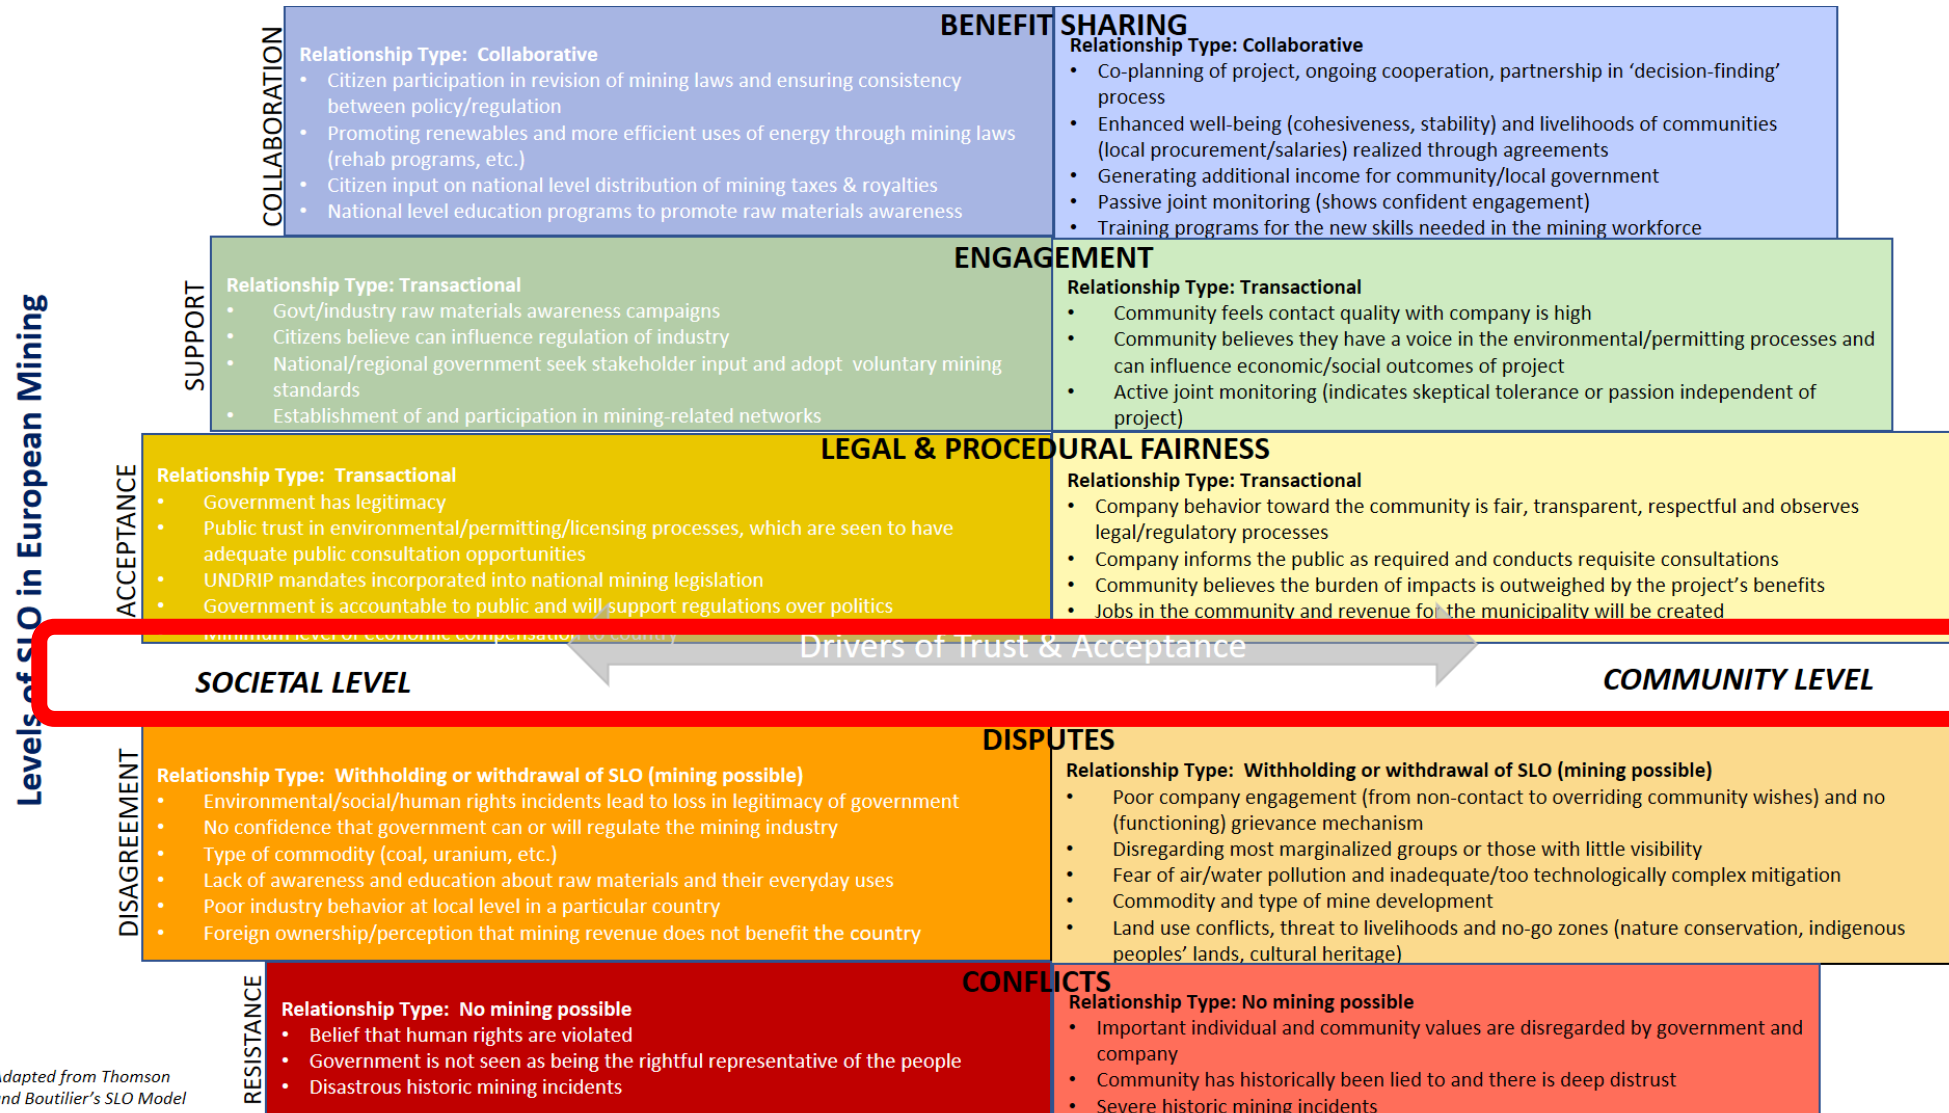 Levels of SLO in European Mining
BENEFIT SHARING
COLLABORATION
Relationship Type: Collaborative
• Citizen participation in revision of mining laws and ensuring consistency
between policy/regulation
• Promoting renewables and more efficient uses of energy through mining laws
(rehab programs, etc.)
• Citizen input on national level distribution of mining taxes & royalties
• National level education programs to promote raw materials awareness
Relationship Type: Collaborative
• Co-planning of project, ongoing cooperation, partnership in ‘decision-finding’
process
• Enhanced well-being (cohesiveness, stability) and livelihoods of communities
(local procurement/salaries) realized through agreements
• Generating additional income for community/local government
• Passive joint monitoring (shows confident engagement)
• Training programs for the new skills needed in the mining workforce
ENGAGEMENT
SUPPORT
Relationship Type: Transactional
• Govt/industry raw materials awareness campaigns
• Citizens believe can influence regulation of industry
• National/regional government seek stakeholder input and adopt voluntary mining
standards
• Establishment of and participation in mining-related networks
Relationship Type: Transactional
• Community feels contact quality with company is high
• Community believes they have a voice in the environmental/permitting processes and
can influence economic/social outcomes of project
• Active joint monitoring (indicates skeptical tolerance or passion independent of
project)
LEGAL & PROCEDURAL FAIRNESS
ACCEPTANCE
Relationship Type: Transactional
• Government has legitimacy
• Public trust in environmental/permitting/licensing processes, which are seen to have
adequate public consultation opportunities
• UNDRIP mandates incorporated into national mining legislation
• Government is accountable to public and will support regulations over politics
• Minimum level of economic compensation to country
Relationship Type: Transactional
• Company behavior toward the community is fair, transparent, respectful and observes
legal/regulatory processes
• Company informs the public as required and conducts requisite consultations
• Community believes the burden of impacts is outweighed by the project’s benefits
• Jobs in the community and revenue for the municipality will be created
Drivers of Trust & Acceptance
SOCIETAL LEVEL
COMMUNITY LEVEL
DISPUTES
DISAGREEMENT
Relationship Type: Withholding or withdrawal of SLO (mining possible)
• Environmental/social/human rights incidents lead to loss in legitimacy of government
• No confidence that government can or will regulate the mining industry
• Type of commodity (coal, uranium, etc.)
• Lack of awareness and education about raw materials and their everyday uses
• Poor industry behavior at local level in a particular country
• Foreign ownership/perception that mining revenue does not benefit the country
Relationship Type: Withholding or withdrawal of SLO (mining possible)
• Poor company engagement (from non-contact to overriding community wishes) and no
(functioning) grievance mechanism
• Disregarding most marginalized groups or those with little visibility
• Fear of air/water pollution and inadequate/too technologically complex mitigation
• Commodity and type of mine development
• Land use conflicts, threat to livelihoods and no-go zones (nature conservation, indigenous
peoples’ lands, cultural heritage)
CONFLICTS
RESISTANCE
Relationship Type: No mining possible
• Belief that human rights are violated
• Government is not seen as being the rightful representative of the people
• Disastrous historic mining incidents
Relationship Type: No mining possible
• Important individual and community values are disregarded by government and
company
• Community has historically been lied to and there is deep distrust
• Severe historic mining incidents
Adapted from Thomson
and Boutilier’s SLO Model